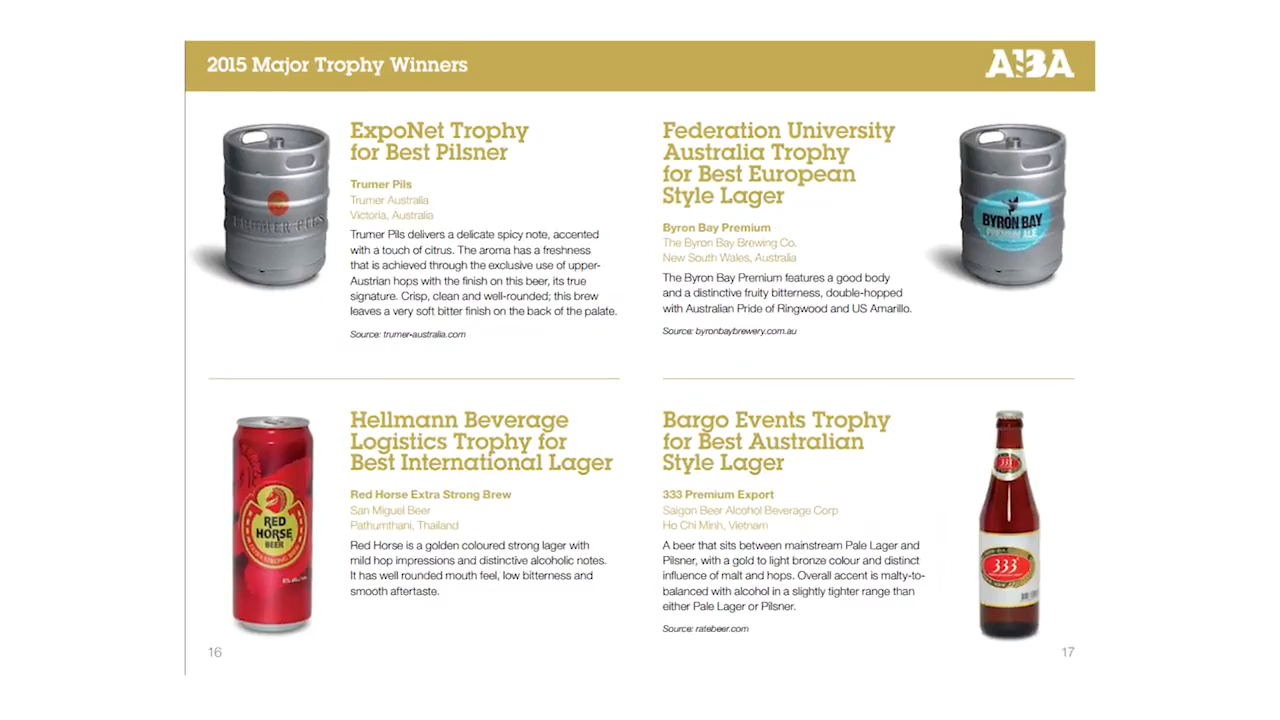 2015 Major Trophy Winners
AIBA
ExpoNet Trophy
for Best Pilsner
Trumer Pils
Trumer Australia
Victoria, Australia
Trumer Pils delivers a delicate spicy note, accented
with a touch of citrus. The aroma has a freshness
that is achieved through the exclusive use of upper-
Austrian hops with the finish on this beer, its true
signature. Crisp, clean and well-rounded; this brew
leaves a very soft bitter finish on the back of the palate.
Source: trumer-australia.com
TRUMER PILS
Federation University
Australia Trophy
for Best European
Style Lager
Byron Bay Premium
The Byron Bay Brewing Co.
New South Wales, Australia
The Byron Bay Premium features a good body
and a distinctive fruity bitterness, double-hopped
with Australian Pride of Ringwood and US Amarillo.
Source: byronbaybrewery.com.au
BYRON BAY
PREMIUM ALE
Hellmann Beverage
Logistics Trophy for
Best International Lager
Red Horse Extra Strong Brew
San Miguel Beer
Pathumthani, Thailand
Red Horse is a golden coloured strong lager with
mild hop impressions and distinctive alcoholic notes.
It has well rounded mouth feel, low bitterness and
smooth aftertaste.
RED
HORSE
BEER
Bargo Events Trophy
for Best Australian
Style Lager
333 Premium Export
Saigon Beer Alcohol Beverage Corp
Ho Chi Minh, Vietnam
A beer that sits between mainstream Pale Lager and
Pilsner, with a gold to light bronze colour and distinct
influence of malt and hops. Overall accent is malty-to-
balanced with alcohol in a slightly tighter range than
either Pale Lager or Pilsner.
Source: ratebeer.com
333
333
16
17